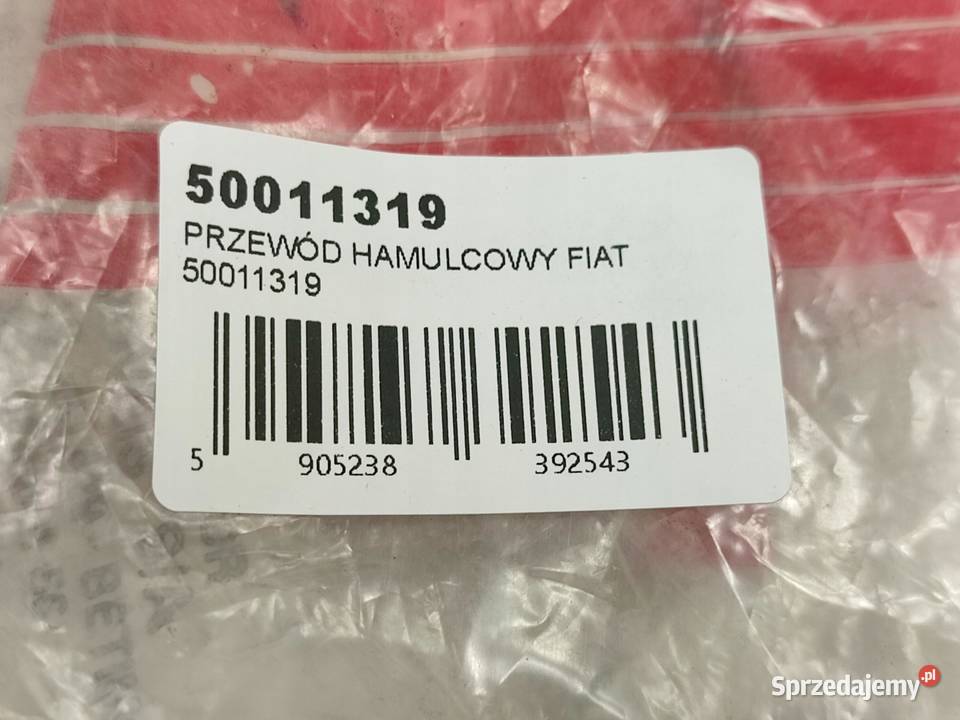 50011319
PRZEWÓD HAMULCOWY FIAT
50011319
5 905238 392543
Sprzedajemy.pl